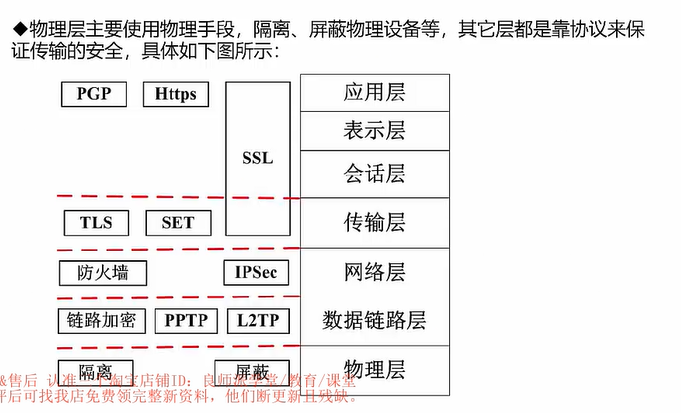 ◆物理层主要使用物理手段，隔离、屏蔽物理设备等，其它层都是靠协议来保
证传输的安全，具体如下图所示：
PGP Https 应用层
表示层
SSL
会话层
TLS SET 传输层
防火墙 IPSec 网络层
链路加密 PPTP L2TP 数据链路层
隔离 屏蔽 物理层
&售后 认准一个淘宝店铺ID：良师派学堂/教育/课堂
评后可找我店免费领完整新资料，他们断更新且残缺。